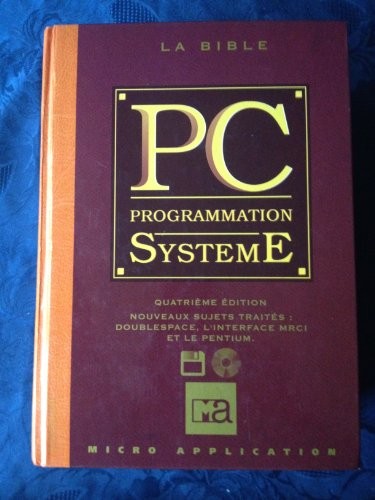 LA BIBLE
PC
PROGRAMMATION
SYSTEME
QUATRIÈME ÉDITION
NOUVEAUX SUJETS TRAITÉS :
DOUBLESPACE, L'INTERFACE MRCI
ET LE PENTIUM.
Ma
MICRO APPLICATION